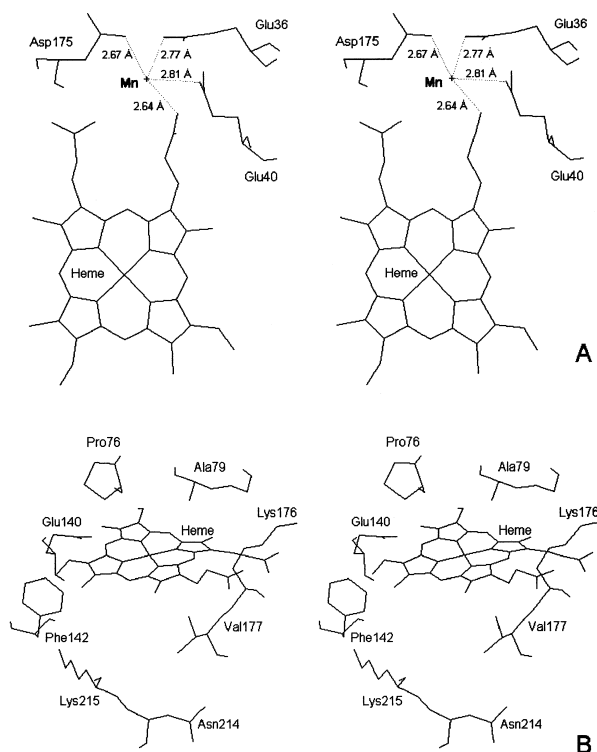 Glu36
Asp175
2.67 Å
2.77 Å
Mn
2.81 Å
2.64 Å
Glu40
Heme
Glu36
Asp175
2.67 Å
2.77 Å
Mn
2.81 Å
2.64 Å
Glu40
Heme
A
Pro76
Ala79
Lys176
Glu140
Heme
Val177
Phe142
Lys215
Asn214
Pro76
Ala79
Lys176
Glu140
Heme
Val177
Phe142
Lys215
Asn214
B